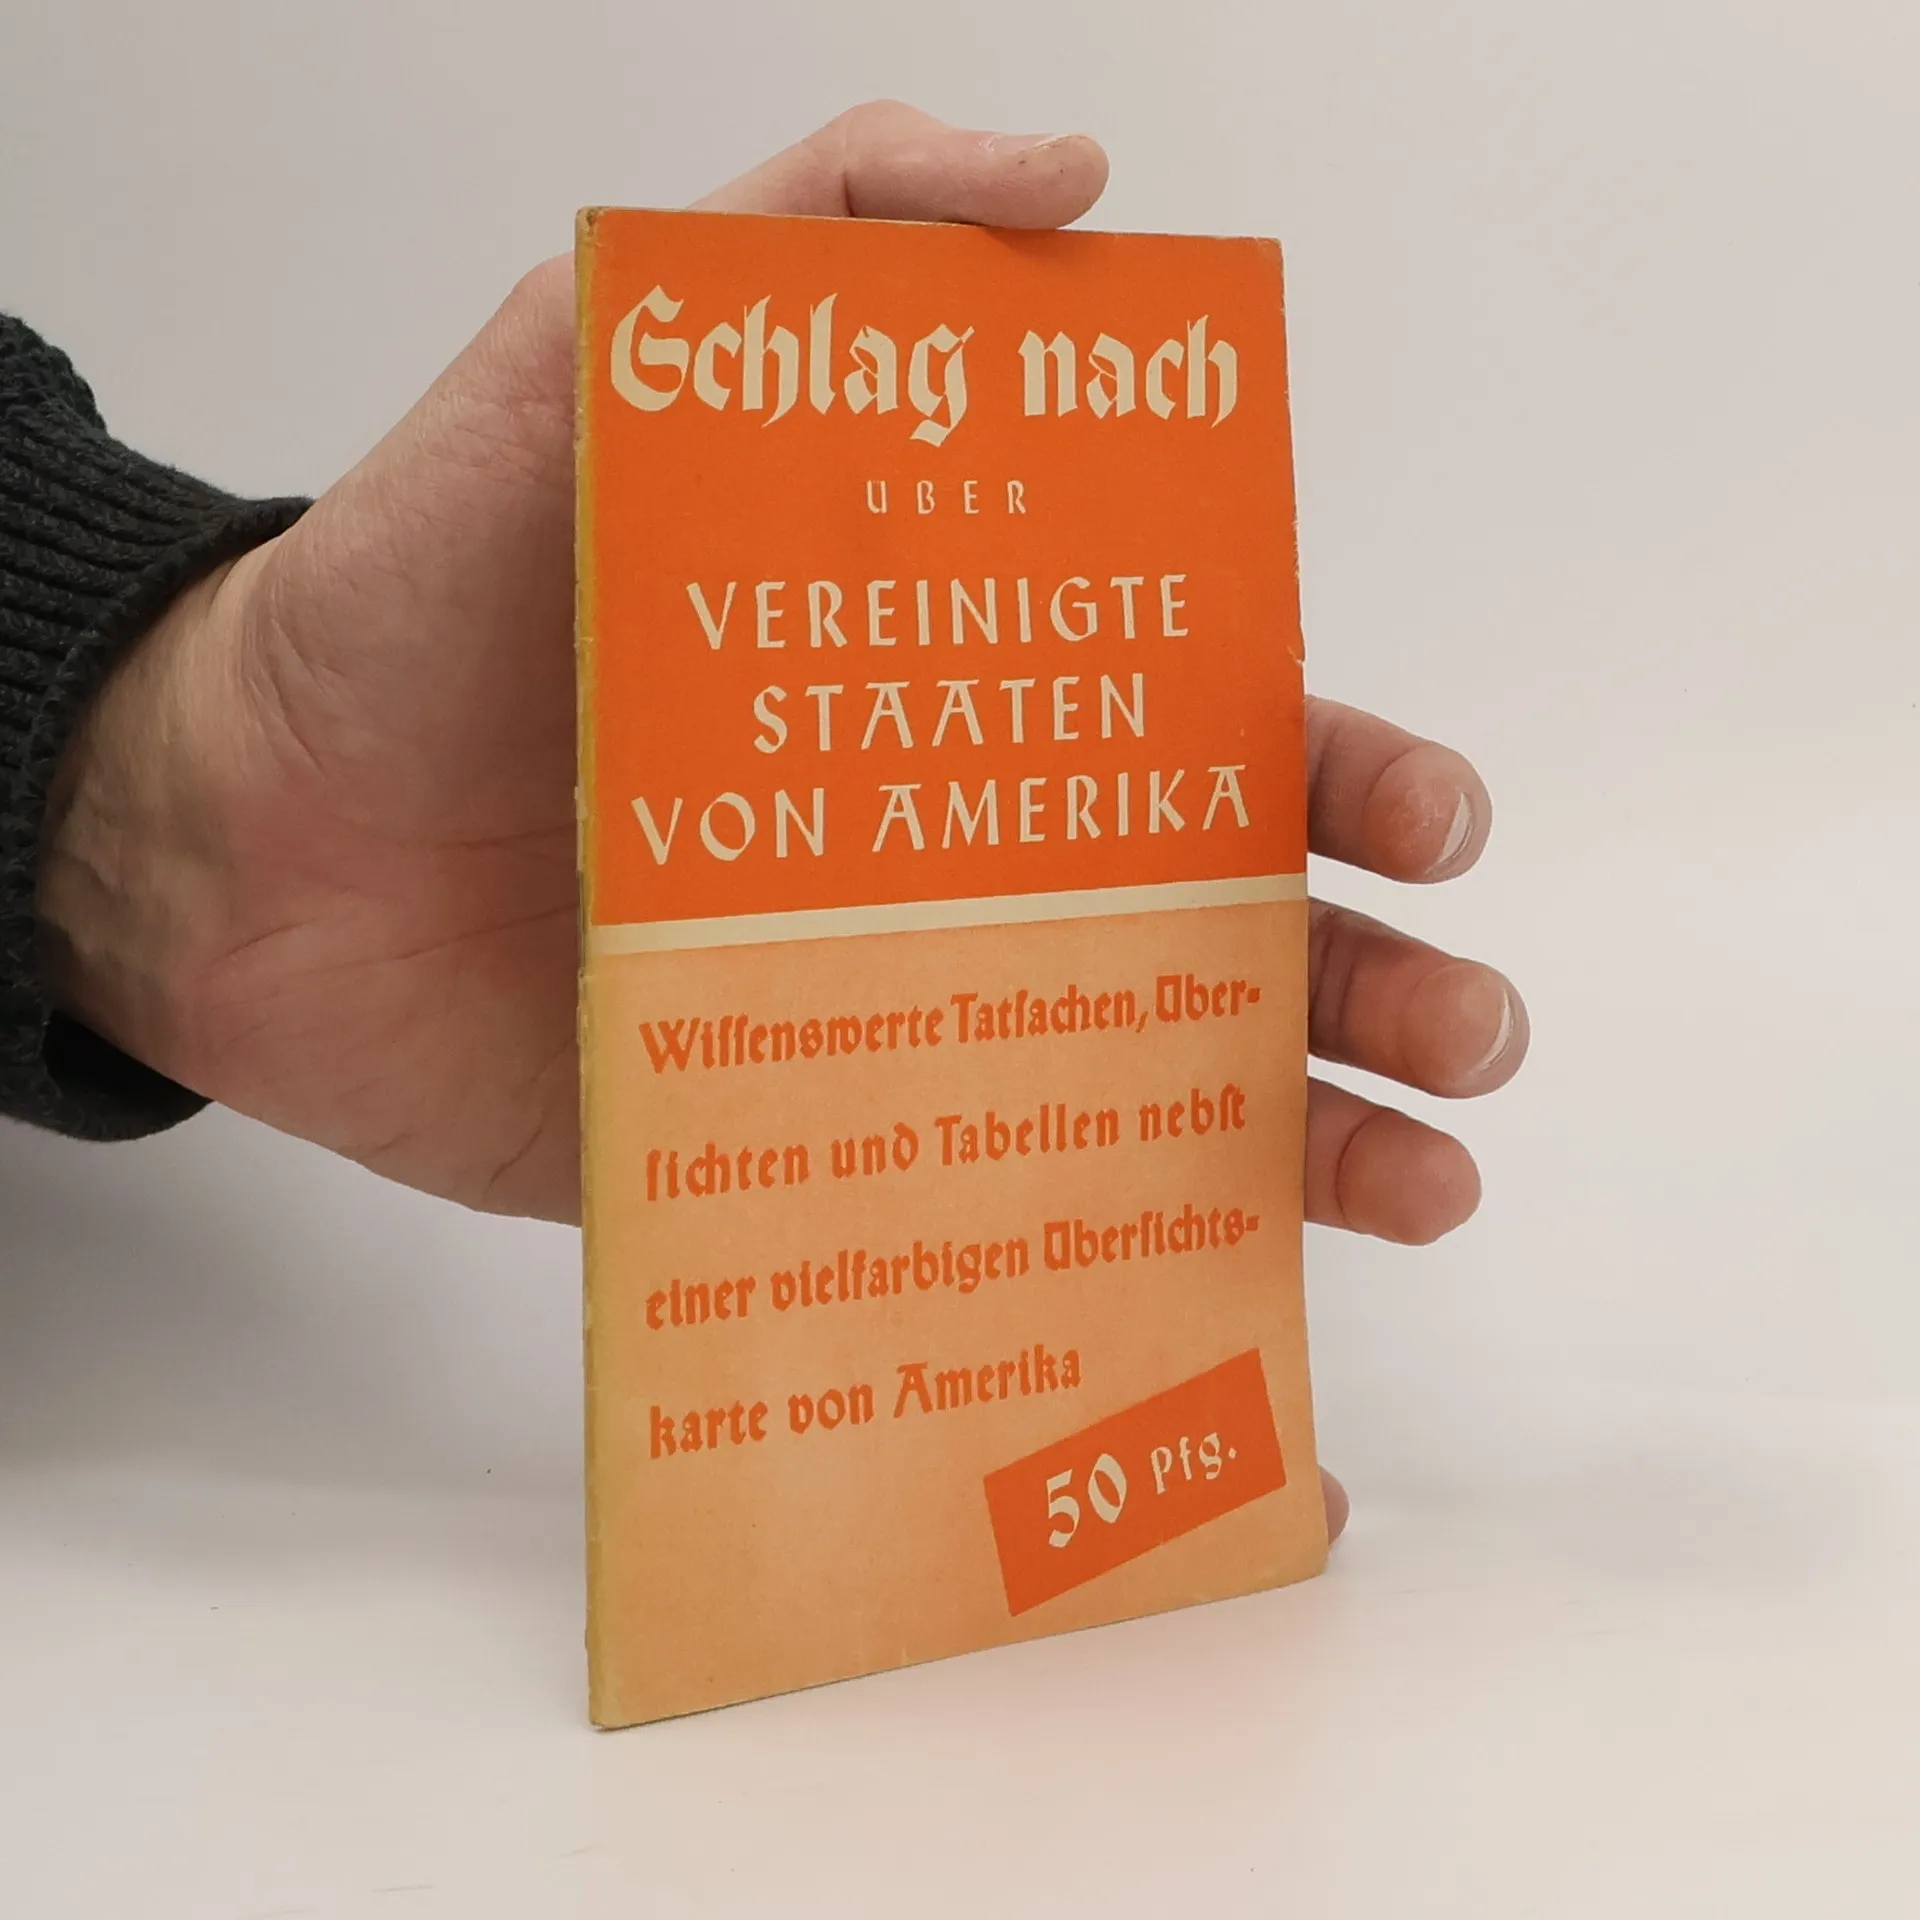 Schlag nach
ÜBER
VEREINIGTE
STAATEN
VON AMERIKA
Wiſſenswerte Tatſachen, Über-
ſichten und Tabellen nebſt
einer vielfarbigen Überſichts-
karte von Amerika
50 Pfg.